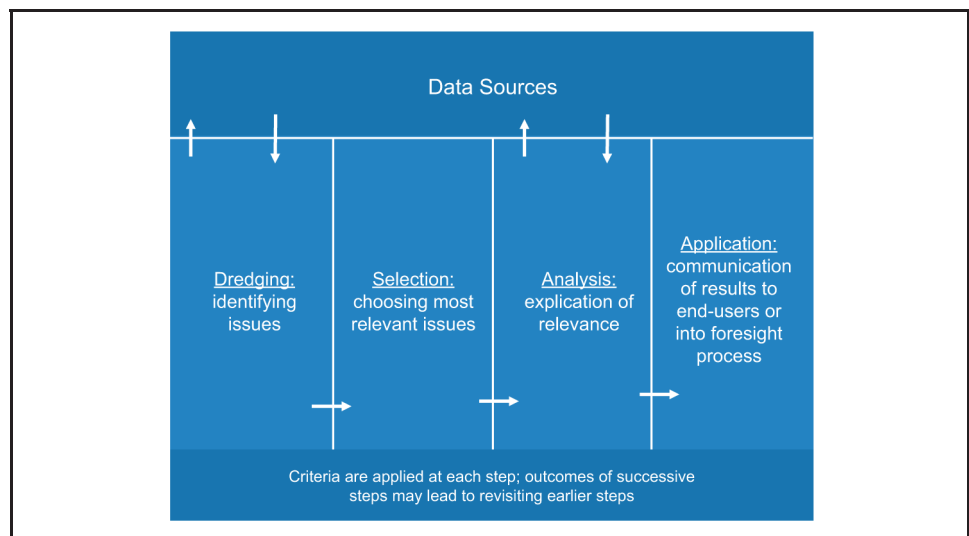 Data Sources
Dredging:
identifying
issues
Selection:
choosing most
relevant issues
Analysis:
explication of
relevance
Application:
communication
of results to
end-users or
into foresight
process
Criteria are applied at each step; outcomes of successive
steps may lead to revisiting earlier steps